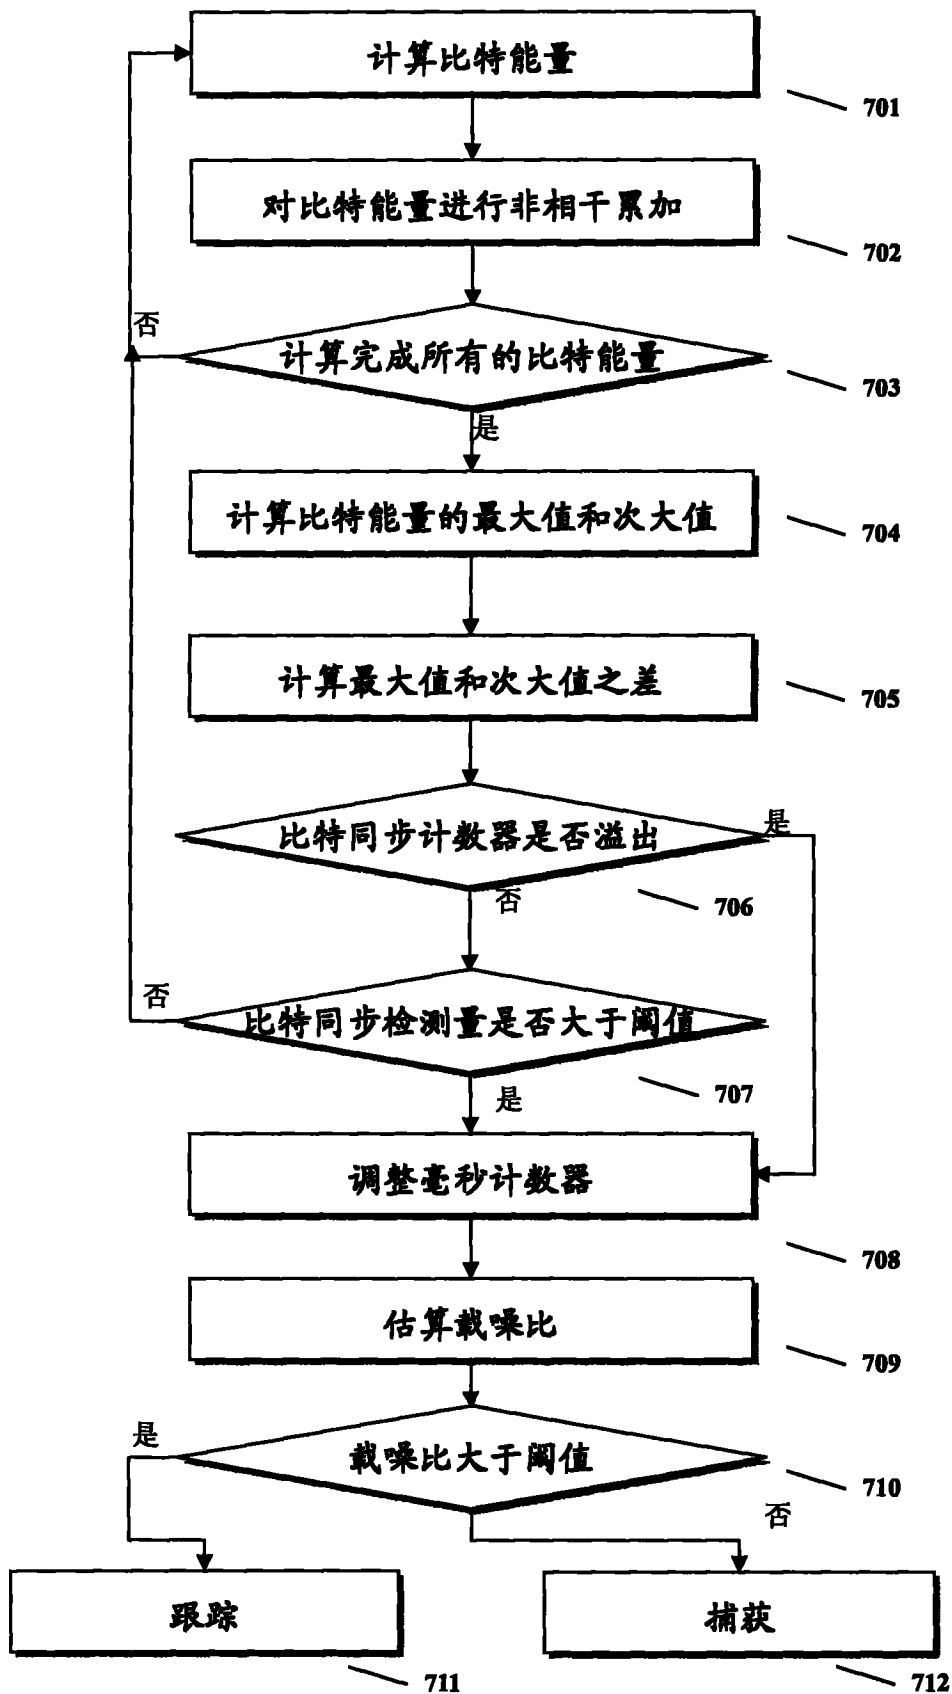 计算比特能量
701
对比特能量进行非相干累加
702
否
计算完成所有的比特能量
703
是
计算比特能量的最大值和次大值
704
计算最大值和次大值之差
705
比特同步计数器是否溢出
是
706
否
否
比特同步检测量是否大于阈值
707
是
调整毫秒计数器
708
估算载噪比
709
是
载噪比大于阈值
710
否
跟踪
711
捕获
712